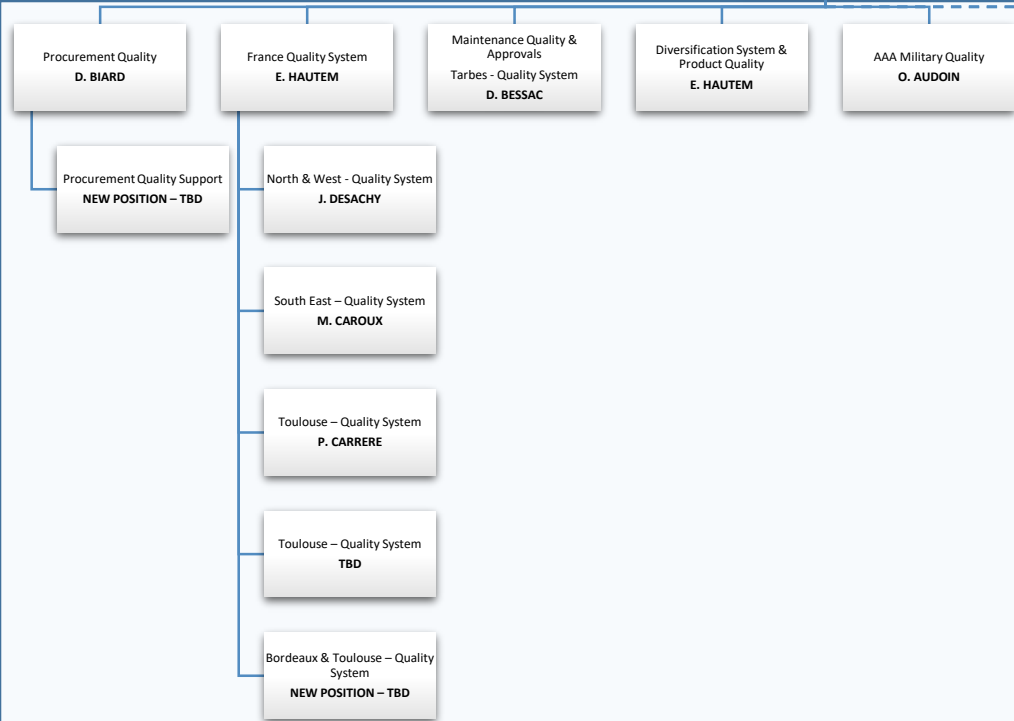 Procurement Quality
D. BIARD
France Quality System
E. HAUTEM
Maintenance Quality &
Approvals
Tarbes - Quality System
D. BESSAC
Diversification System &
Product Quality
E. HAUTEM
AAA Military Quality
O. AUDOIN
Procurement Quality Support
NEW POSITION – TBD
North & West - Quality System
J. DESACHY
South East – Quality System
M. CAROUX
Toulouse – Quality System
P. CARRERE
Toulouse – Quality System
TBD
Bordeaux & Toulouse – Quality
System
NEW POSITION – TBD